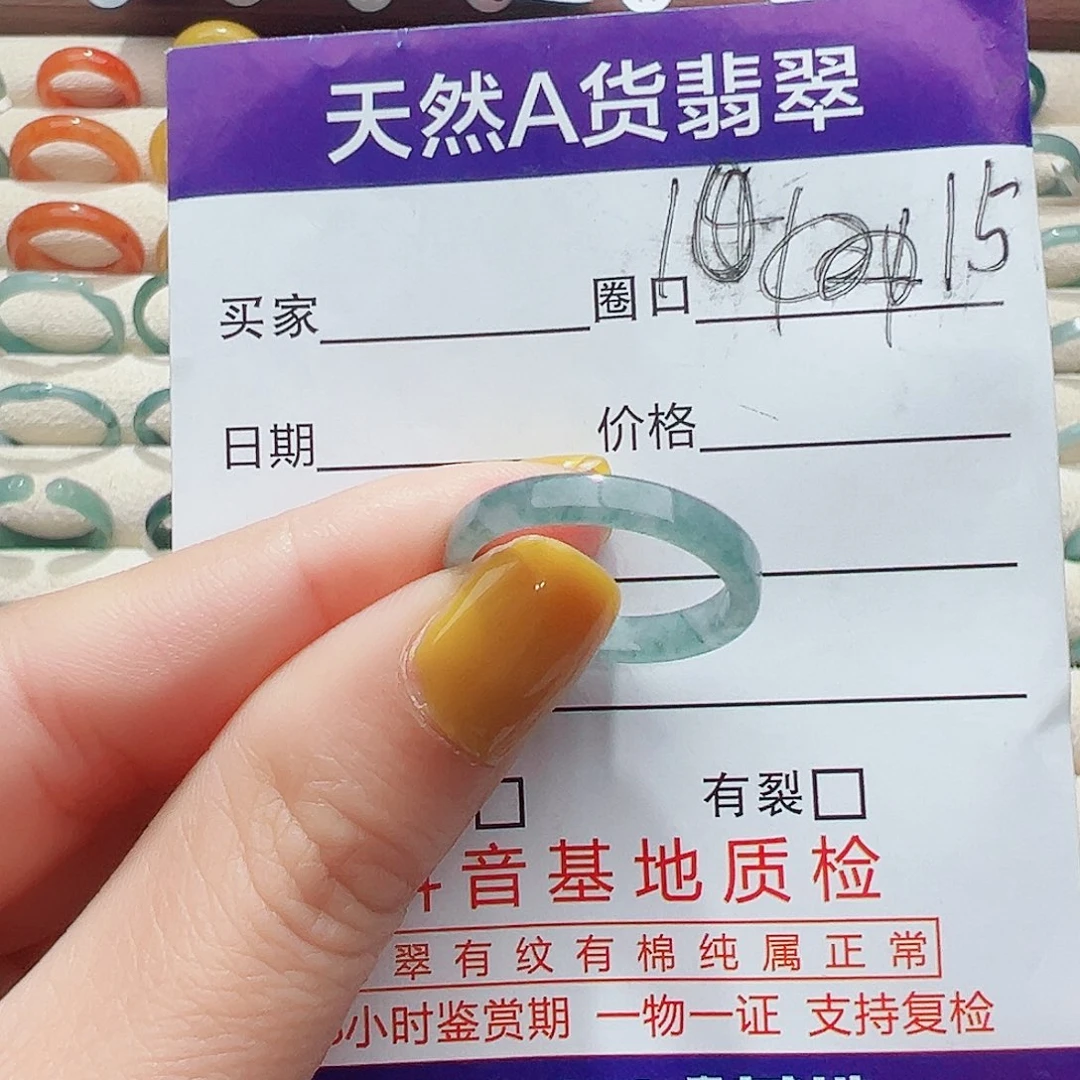 天然A货翡翠
15
买家 圈口
日期 价格
有裂
音基地质检
翠有纹有棉纯属正常
小时鉴赏期 一物一证 支持复检